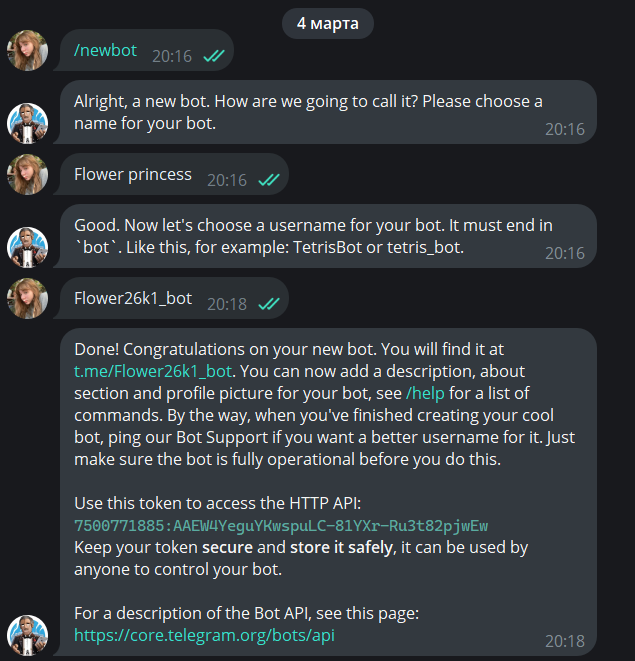 4 марта
/newbot 20:16
Alright, a new bot. How are we going to call it? Please choose a
name for your bot.
20:16
Flower princess 20:16
Good. Now let's choose a username for your bot. It must end in
`bot`. Like this, for example: TetrisBot or tetris_bot.
20:16
Flower26k1_bot 20:18
Done! Congratulations on your new bot. You will find it at
t.me/Flower26k1_bot. You can now add a description, about
section and profile picture for your bot, see /help for a list of
commands. By the way, when you've finished creating your cool
bot, ping our Bot Support if you want a better username for it. Just
make sure the bot is fully operational before you do this.
Use this token to access the HTTP API:
7500771885:AAEW4YeguYKwspuLC-81YXr-Ru3t82pjwEw
Keep your token secure and store it safely, it can be used by
anyone to control your bot.
For a description of the Bot API, see this page:
https://core.telegram.org/bots/api
20:18